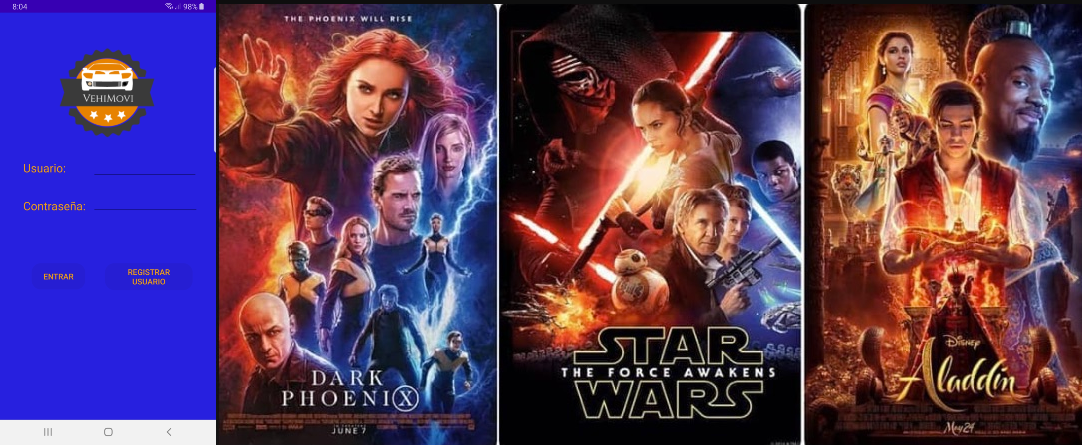 8:04
98%
VEHIMOVI
Usuario:
Contraseña:
ENTRAR
REGISTRAR
USUARIO
THE PHOENIX WILL RISE
DARK
PHOENIX
JUNE 7
STAR
THE FORCE AWAKENS
WARS
DISNEY
Aladdin
May 24